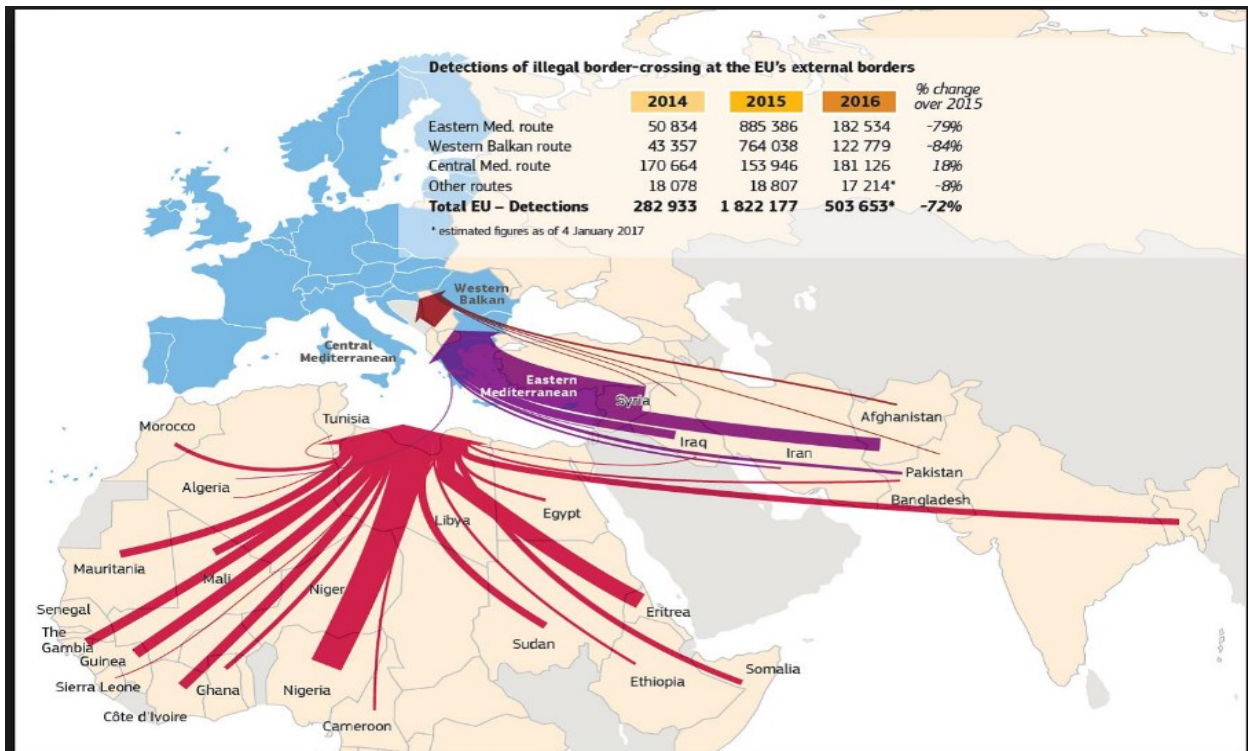 Detections of illegal border-crossing at the EU's external borders
2014 2015 2016 % change over 2015
Eastern Med. route 50 834 885 386 182 534 -79%
Western Balkan route 43 357 764 038 122 779 -84%
Central Med. route 170 664 153 946 181 126 18%
Other routes 18 078 18 807 17 214* -8%
Total EU – Detections 282 933 1 822 177 503 653* -72%
* estimated figures as of 4 January 2017
Western
Balkan
Central
Mediterranean
Eastern
Mediterranean
Syria
Afghanistan
Iraq
Iran
Pakistan
Bangladesh
Morocco
Tunisia
Algeria
Libya
Egypt
Mauritania
Mali
Niger
Senegal
The
Gambia
Guinea
Sierra Leone
Côte d'Ivoire
Ghana
Nigeria
Cameroon
Sudan
Eritrea
Ethiopia
Somalia